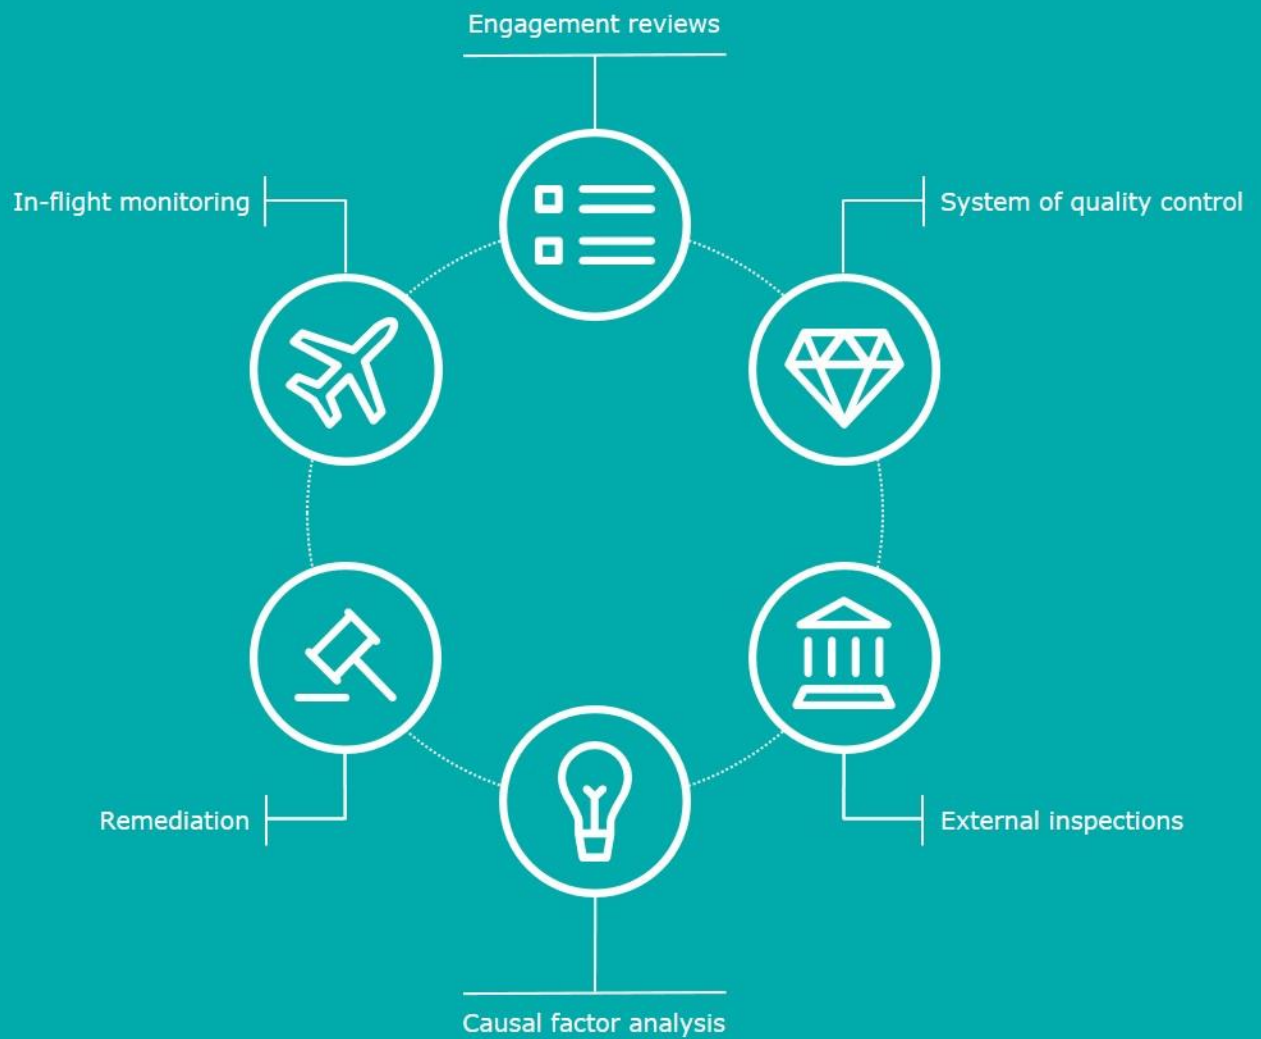 Engagement reviews
In-flight monitoring
System of quality control
Remediation
External inspections
Causal factor analysis